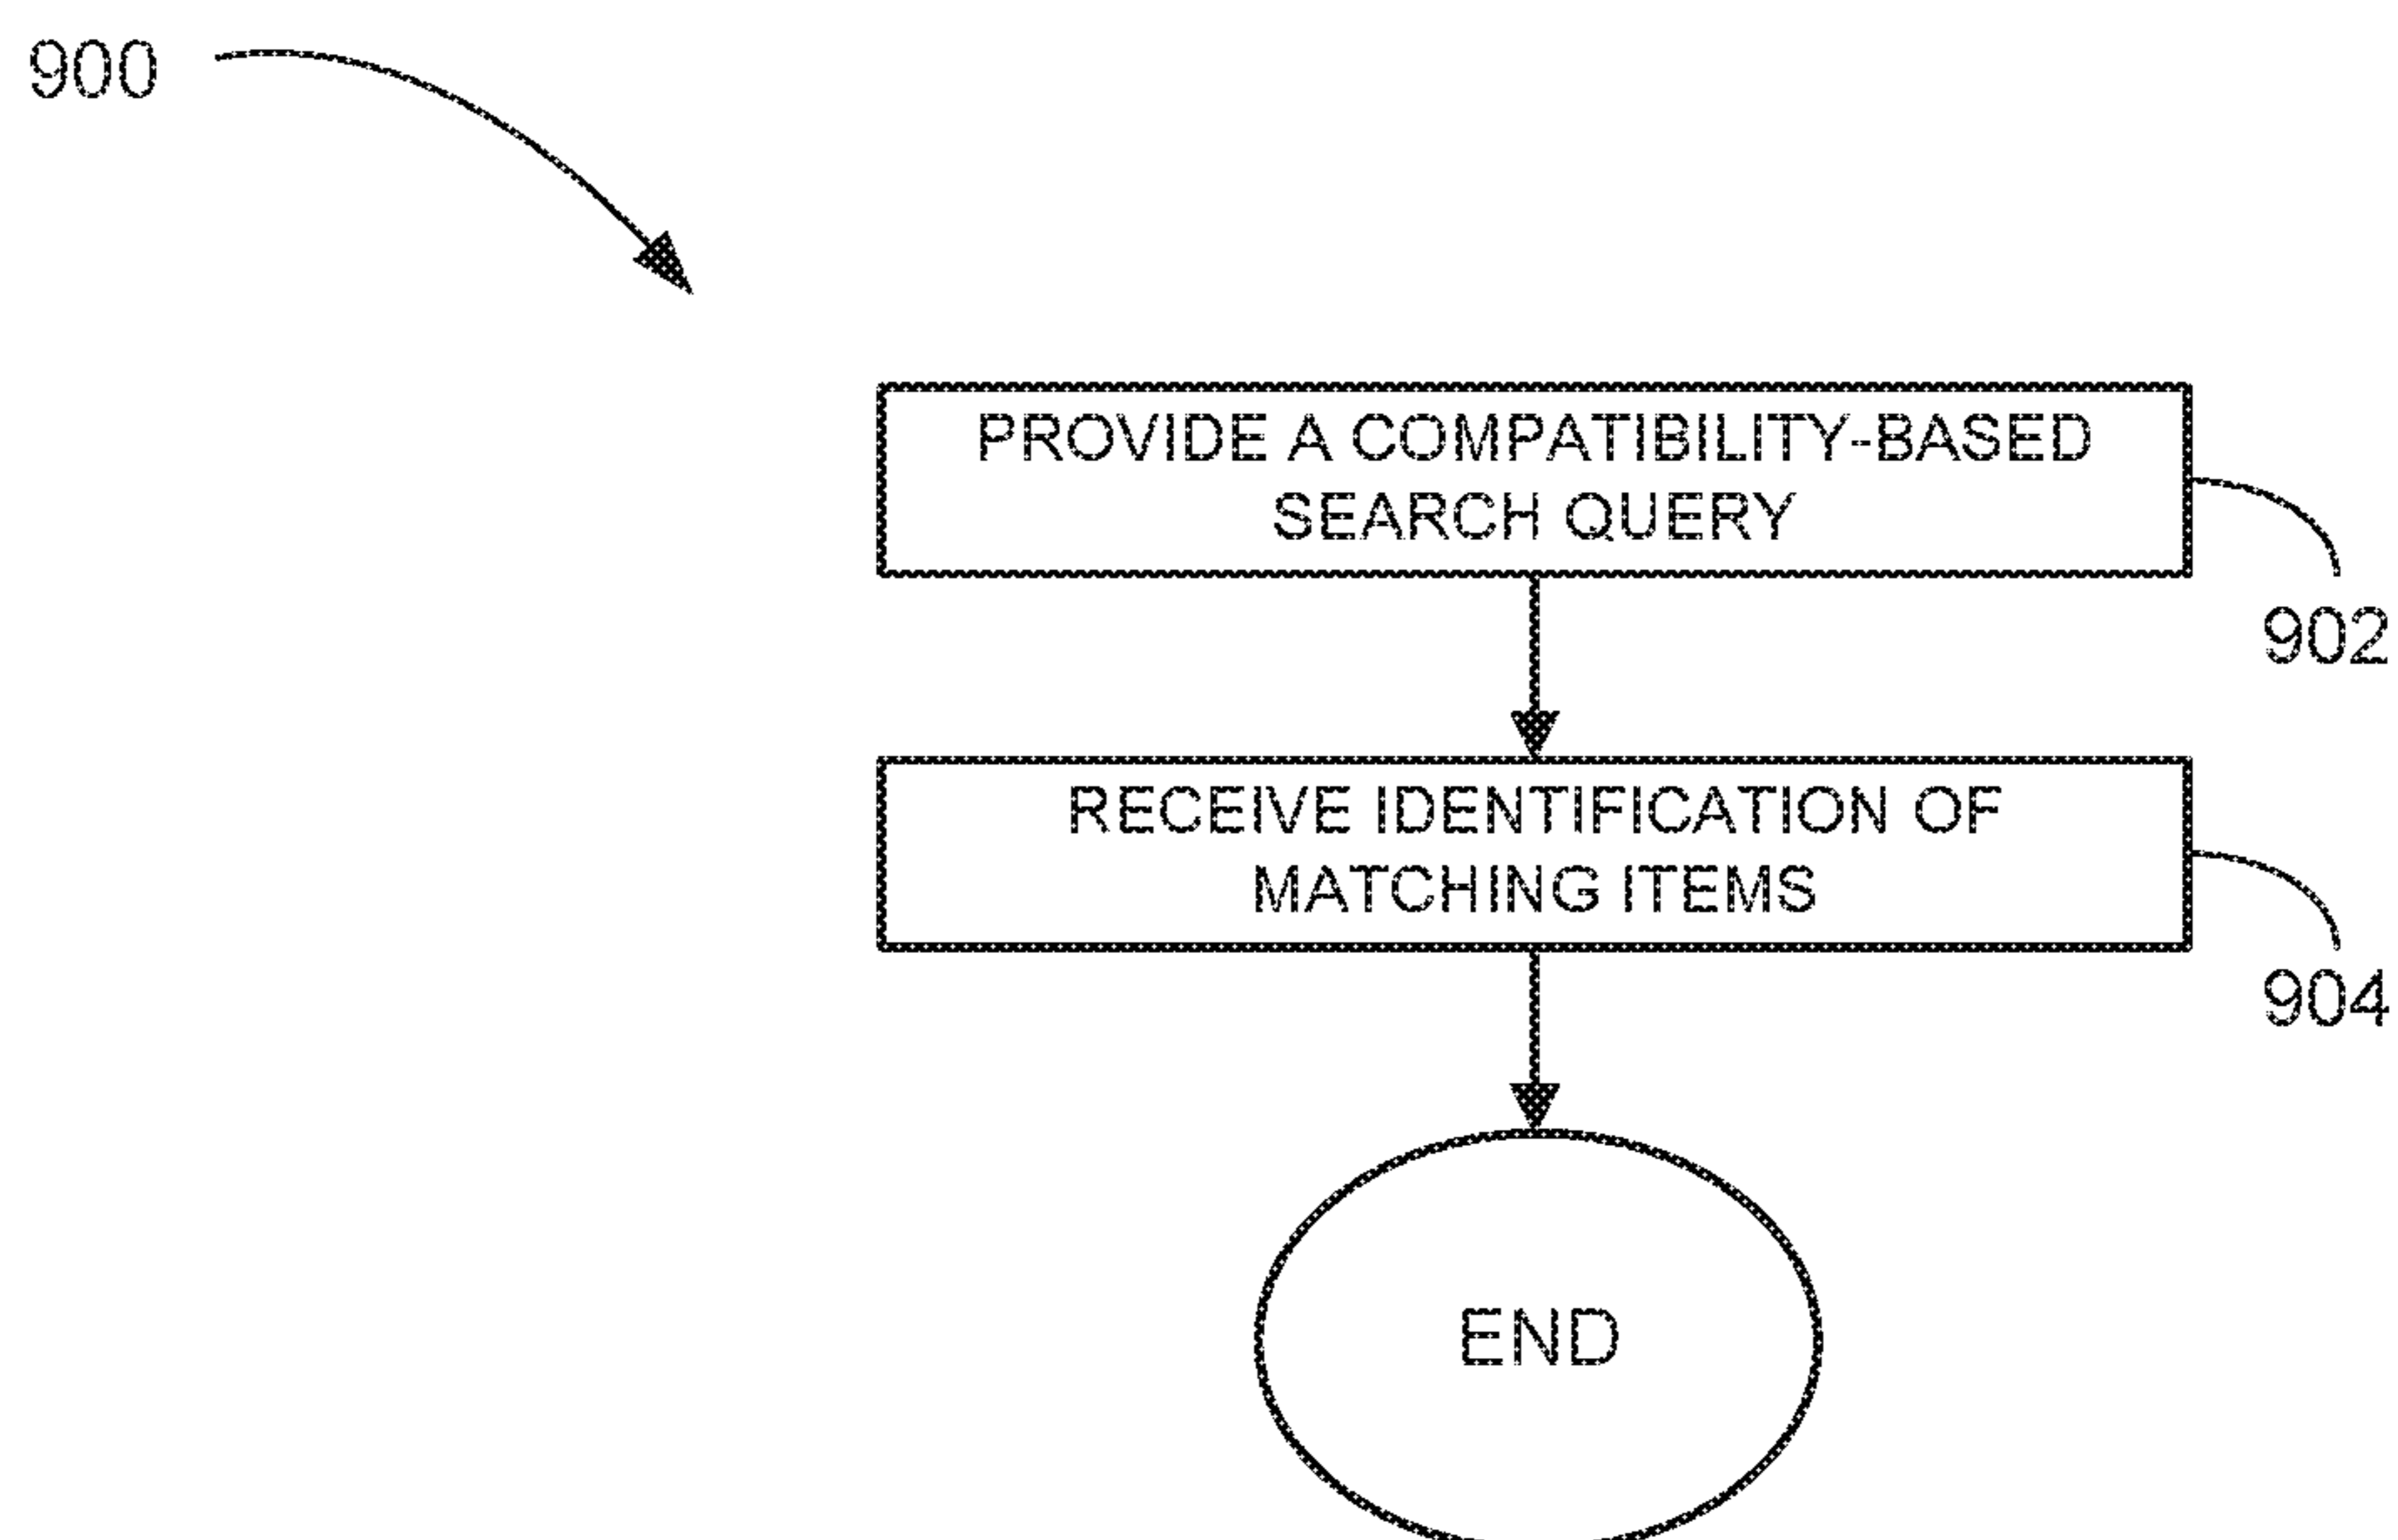 900
PROVIDE A COMPATIBILITY-BASED
SEARCH QUERY
902
RECEIVE IDENTIFICATION OF
MATCHING ITEMS
904
END